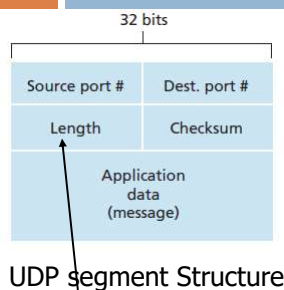 32 bits
Source port # Dest. port #
Length Checksum
Application
data
(message)
UDP segment Structure